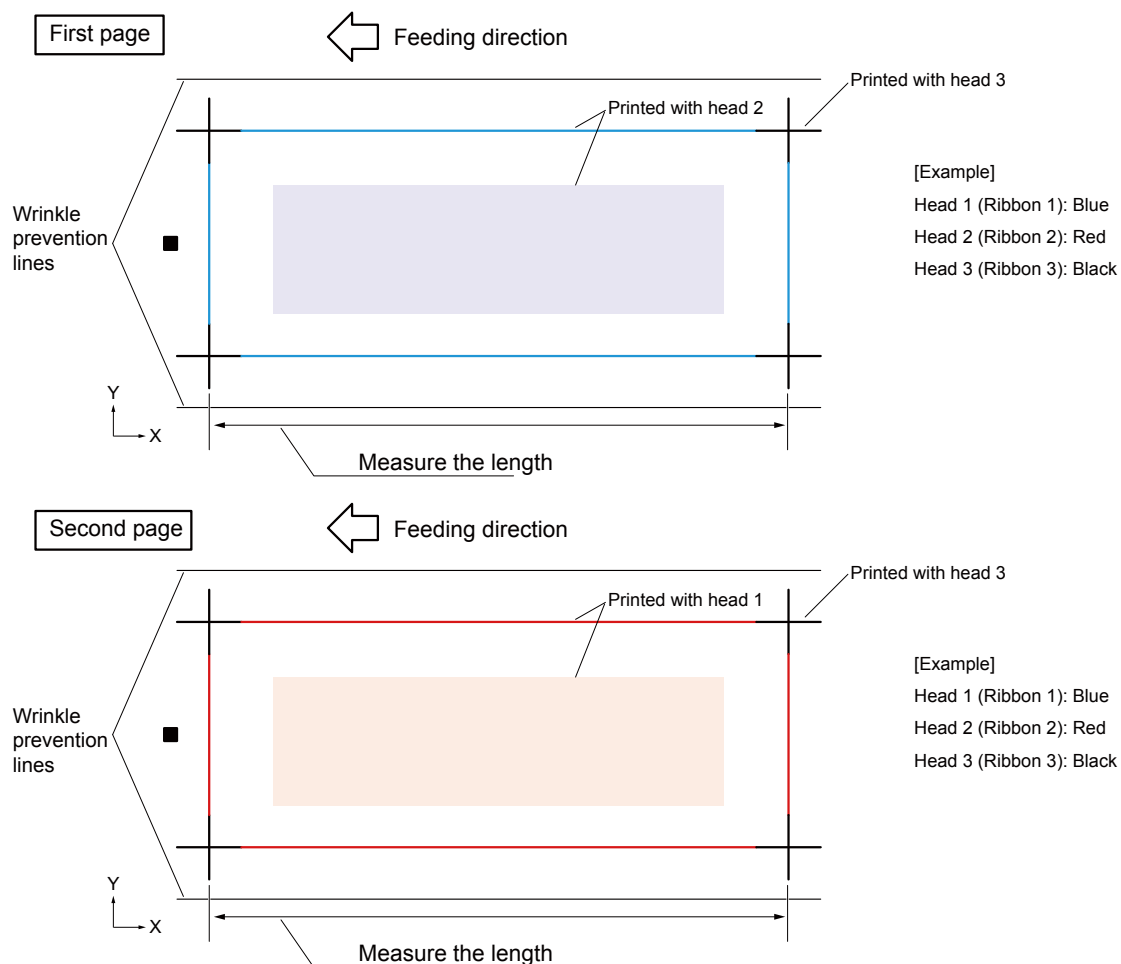 First page
Feeding direction
Printed with head 3
Printed with head 2
[Example]
Head 1 (Ribbon 1): Blue
Head 2 (Ribbon 2): Red
Head 3 (Ribbon 3): Black
Wrinkle
prevention
lines
Y
X
Measure the length
Second page
Feeding direction
Printed with head 3
Printed with head 1
[Example]
Head 1 (Ribbon 1): Blue
Head 2 (Ribbon 2): Red
Head 3 (Ribbon 3): Black
Wrinkle
prevention
lines
Y
X
Measure the length